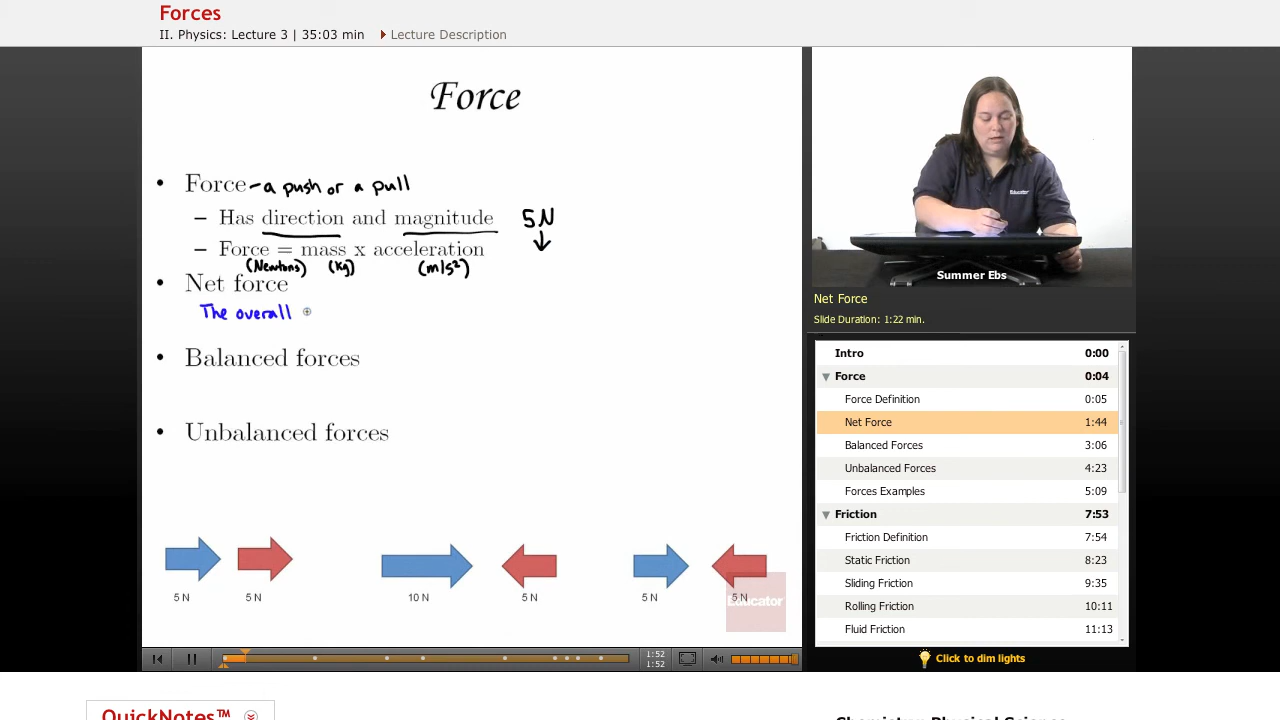 Forces
II. Physics: Lecture 3 | 35:03 min
Lecture Description
Force
• Force - a push or a pull
– Has direction and magnitude 5N
– Force = mass x acceleration
(Newtons) (kg) (m/s²)
• Net force
The overall
• Balanced forces
• Unbalanced forces
5 N 5 N 10 N 5 N 5 N 5 N
Educator
Educator
Summer Ebs
Net Force
Slide Duration: 1:22 min.
Intro 0:00
Force 0:04
Force Definition 0:05
Net Force 1:44
Balanced Forces 3:06
Unbalanced Forces 4:23
Forces Examples 5:09
Friction 7:53
Friction Definition 7:54
Static Friction 8:23
Sliding Friction 9:35
Rolling Friction 10:11
Fluid Friction 11:13
1:52
1:52
Click to dim lights
QuickNotes™
Chemistry: Physical Science